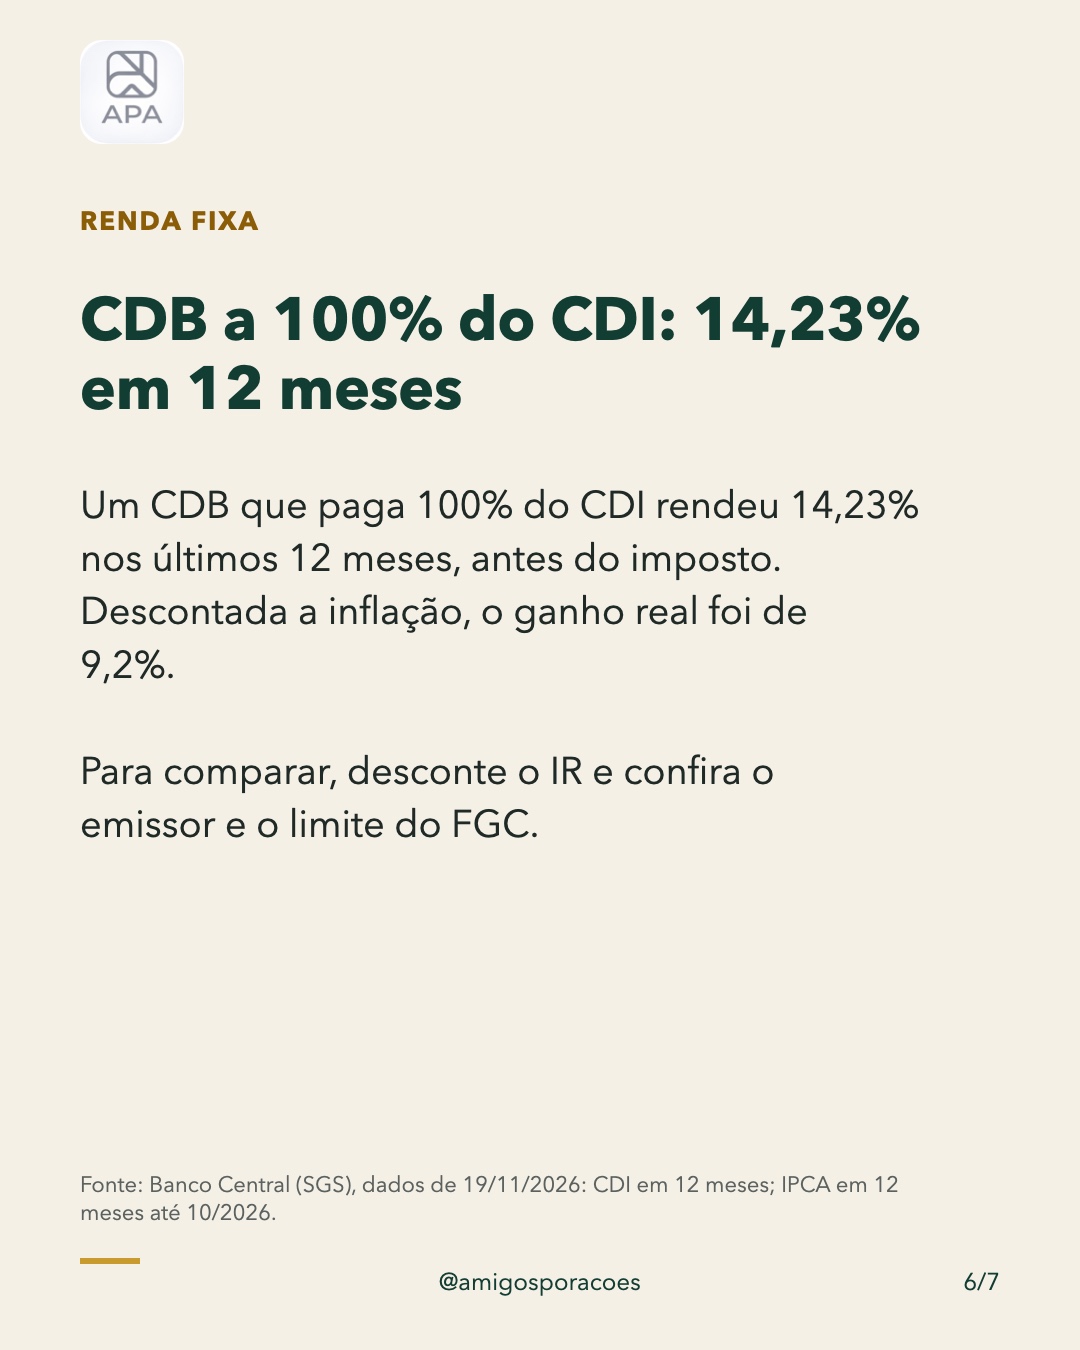 APA
RENDA FIXA
CDB a 100% do CDI: 14,23%
em 12 meses
Um CDB que paga 100% do CDI rendeu 14,23%
nos últimos 12 meses, antes do imposto.
Descontada a inflação, o ganho real foi de
9,2%.
Para comparar, desconte o IR e confira o
emissor e o limite do FGC.
Fonte: Banco Central (SGS), dados de 19/11/2026: CDI em 12 meses; IPCA em 12
meses até 10/2026.
@amigosporacoes
6/7